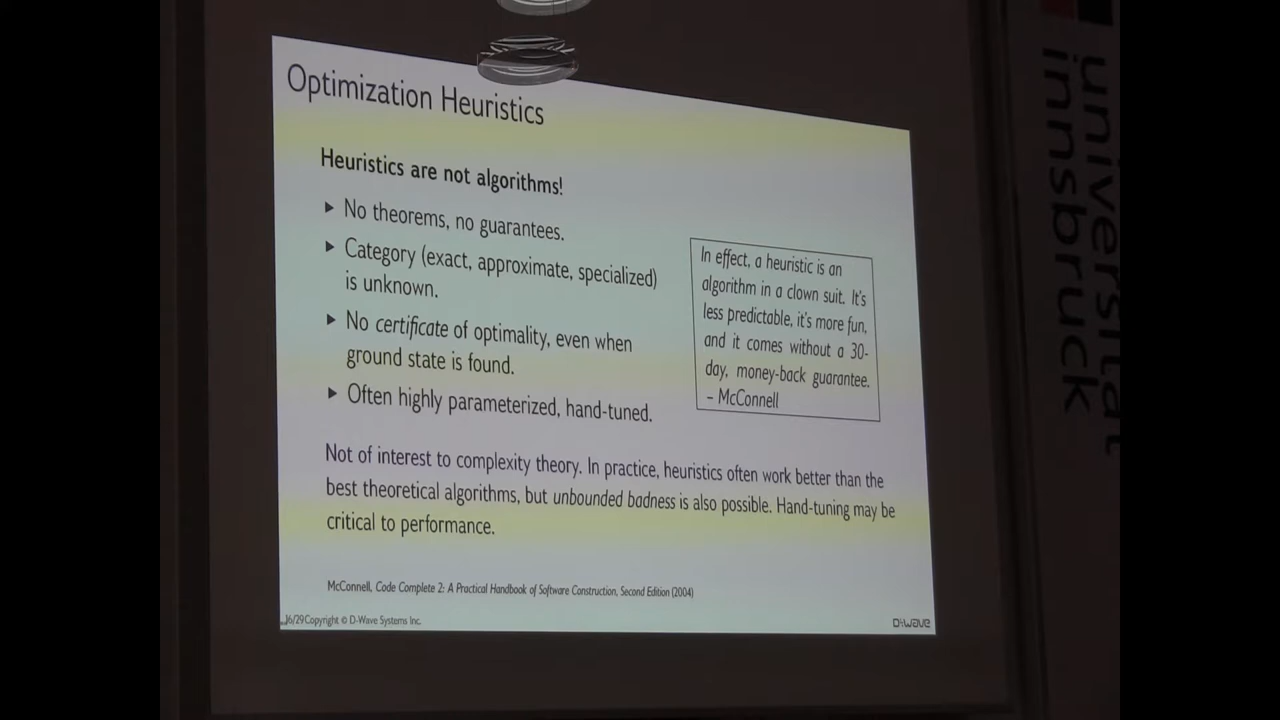 Optimization Heuristics
Heuristics are not algorithms!
▶ No theorems, no guarantees.
▶ Category (exact, approximate, specialized)
is unknown.
▶ No certificate of optimality, even when
ground state is found.
▶ Often highly parameterized, hand-tuned.
In effect, a heuristic is an
algorithm in a clown suit. It's
less predictable, it's more fun,
and it comes without a 30-
day, money-back guarantee.
– McConnell
Not of interest to complexity theory. In practice, heuristics often work better than the
best theoretical algorithms, but unbounded badness is also possible. Hand-tuning may be
critical to performance.
McConnell, Code Complete 2: A Practical Handbook of Software Construction, Second Edition (2004)
16/29 Copyright © D-Wave Systems Inc.
D:wave
universität
innsbruck